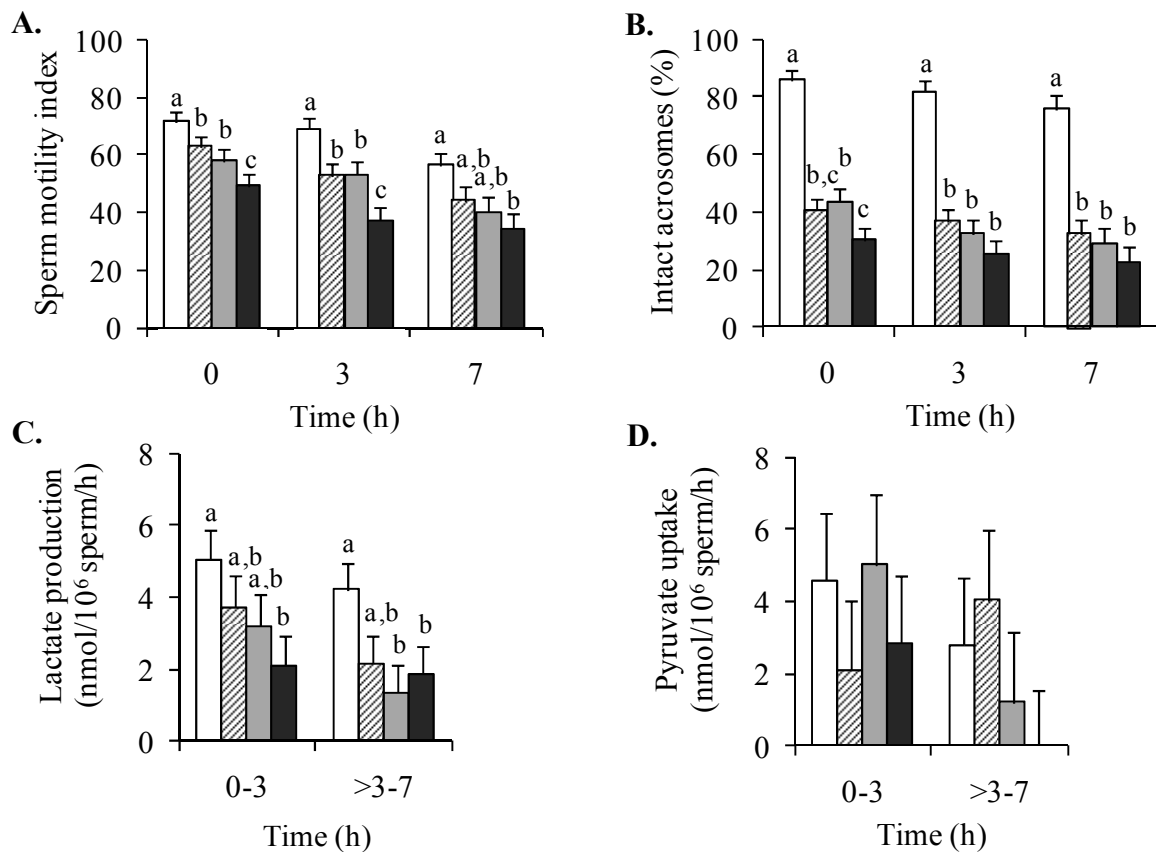 A.
Sperm motility index
100
80
60
40
20
0
a
b
b
c
a
b
b
c
a
a,b
a,b
b
0 3 7
Time (h)
B.
Intact acrosomes (%)
100
80
60
40
20
0
a
b,c
b
c
a
b
b
b
a
b
b
b
0 3 7
Time (h)
C.
Lactate production
(nmol/10⁶ sperm/h)
8
6
4
2
0
a
a,b
a,b
b
a
a,b
b
b
0-3 >3-7
Time (h)
D.
Pyruvate uptake
(nmol/10⁶ sperm/h)
8
6
4
2
0
0-3 >3-7
Time (h)